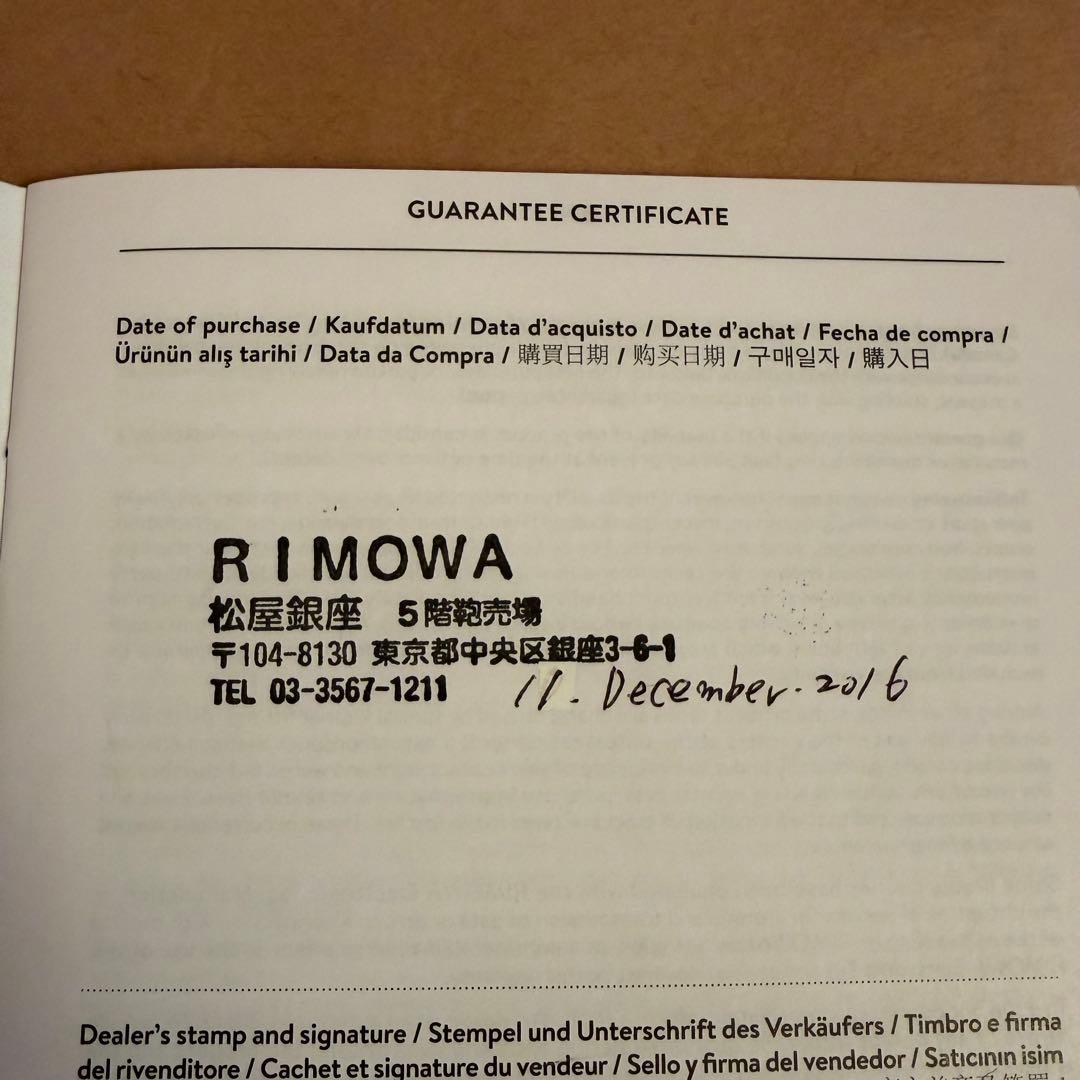 GUARANTEE CERTIFICATE
Date of purchase / Kaufdatum / Data d'acquisto / Date d'achat / Fecha de compra /
Ürünün alış tarihi / Data da Compra / 購買日期 / 购买日期 / 구매일자 / 購入日
RIMOWA
松屋銀座 5階鞄売場
〒104-8130 東京都中央区銀座3-6-1
TEL 03-3567-1211 11. December. 2016
Dealer's stamp and signature / Stempel und Unterschrift des Verkäufers / Timbro e firma
del rivenditore / Cachet et signature du vendeur / Sello y firma del vendedor / Satıcının isim